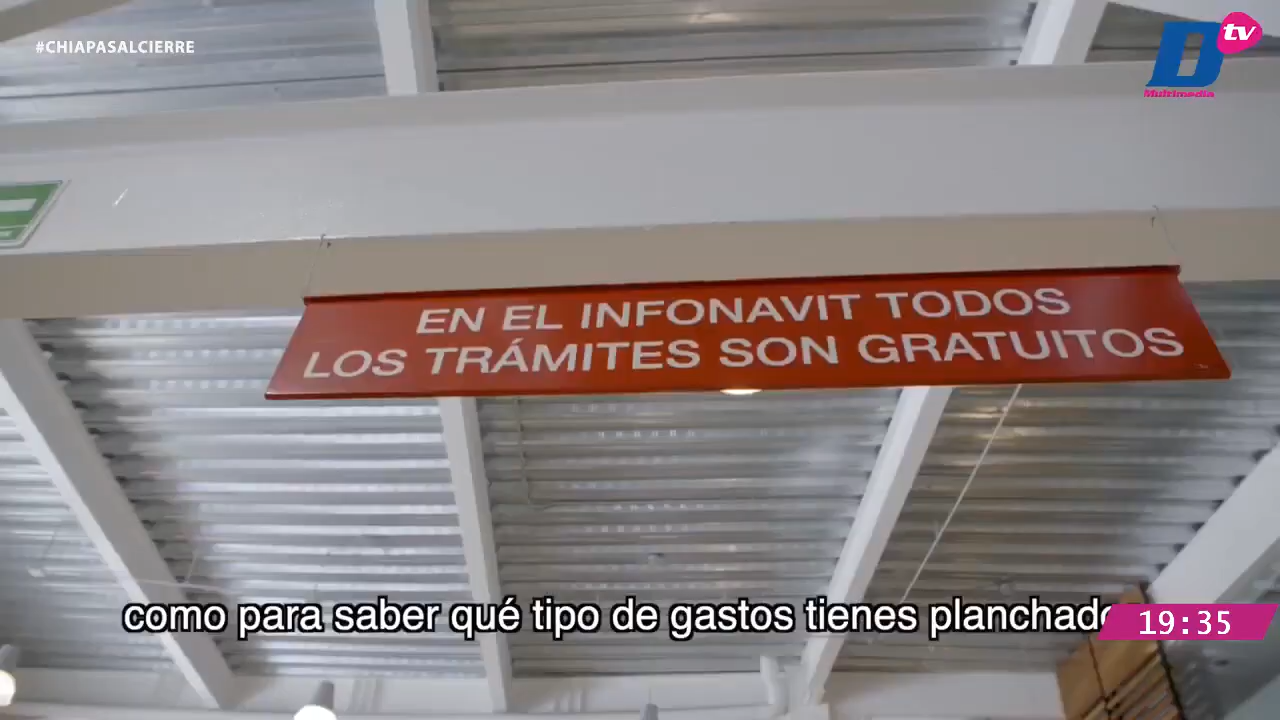 #CHIAPASALCIERRE
tv
D
Multimedia
EN EL INFONAVIT TODOS
LOS TRÁMITES SON GRATUITOS
como para saber qué tipo de gastos tienes planchado
19:35